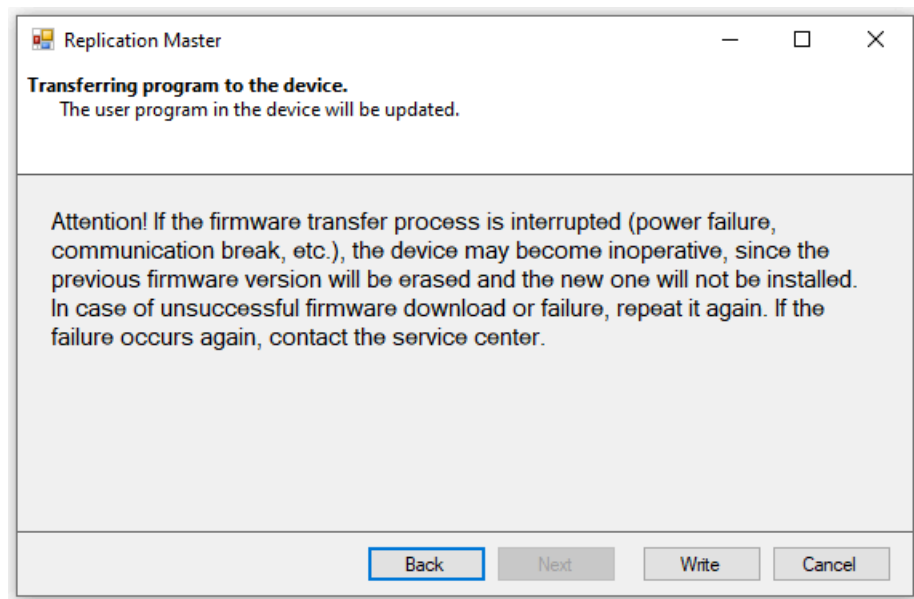 Replication Master
Transferring program to the device.
The user program in the device will be updated.
Attention! If the firmware transfer process is interrupted (power failure,
communication break, etc.), the device may become inoperative, since the
previous firmware version will be erased and the new one will not be installed.
In case of unsuccessful firmware download or failure, repeat it again. If the
failure occurs again, contact the service center.
Back
Next
Write
Cancel